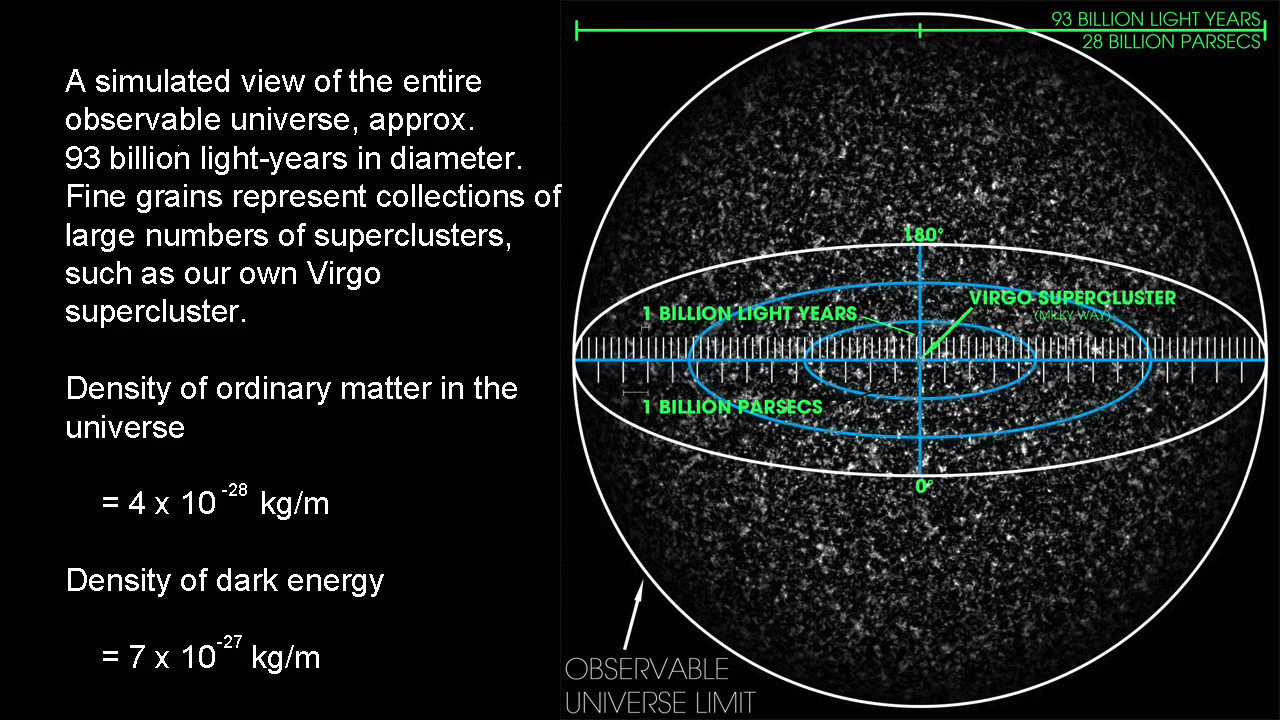 A simulated view of the entire
observable universe, approx.
93 billion light-years in diameter.
Fine grains represent collections of
large numbers of superclusters,
such as our own Virgo
supercluster.
Density of ordinary matter in the
universe
= 4 x 10 -28 kg/m
Density of dark energy
= 7 x 10 -27 kg/m
93 BILLION LIGHT YEARS
28 BILLION PARSECS
180°
VIRGO SUPERCLUSTER
(MILKY WAY)
1 BILLION LIGHT YEARS
1 BILLION PARSECS
0°
OBSERVABLE
UNIVERSE LIMIT